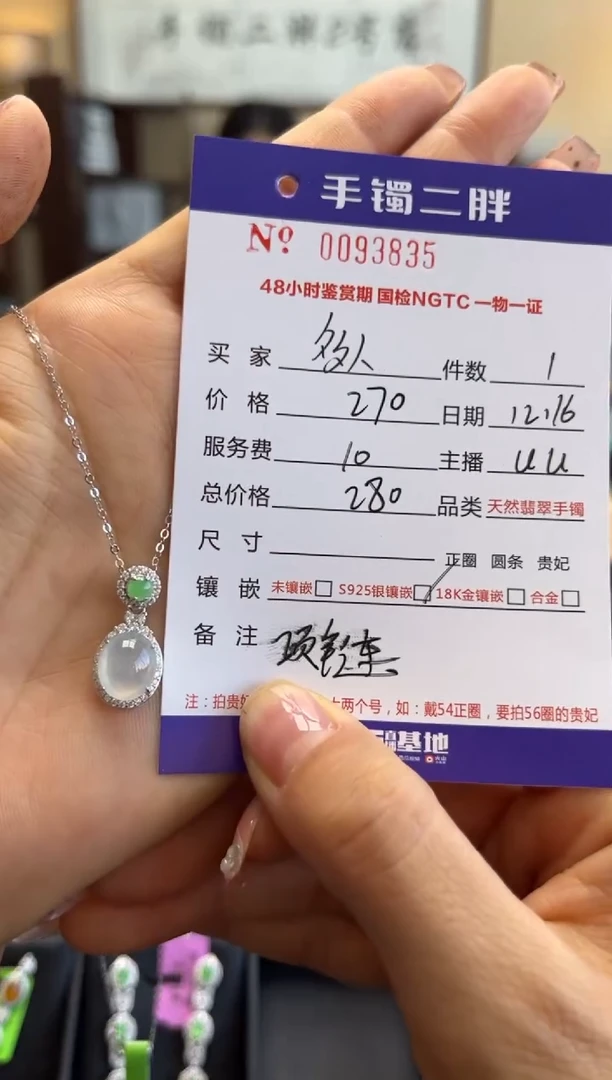 手镯二胖
Nº 0093835
48小时鉴赏期 国检NGTC 一物一证
买家 件数 1
价格 270 日期 12.16
服务费 10 主播 uu
总价格 280 品类 天然翡翠手镯
尺寸 正圈 圆条 贵妃
镶嵌 未镶嵌 S925银镶嵌 18K金镶嵌 合金
备注 项链
注:拍贵 大两个号,如:戴54正圈,要拍56圈的贵妃
基地